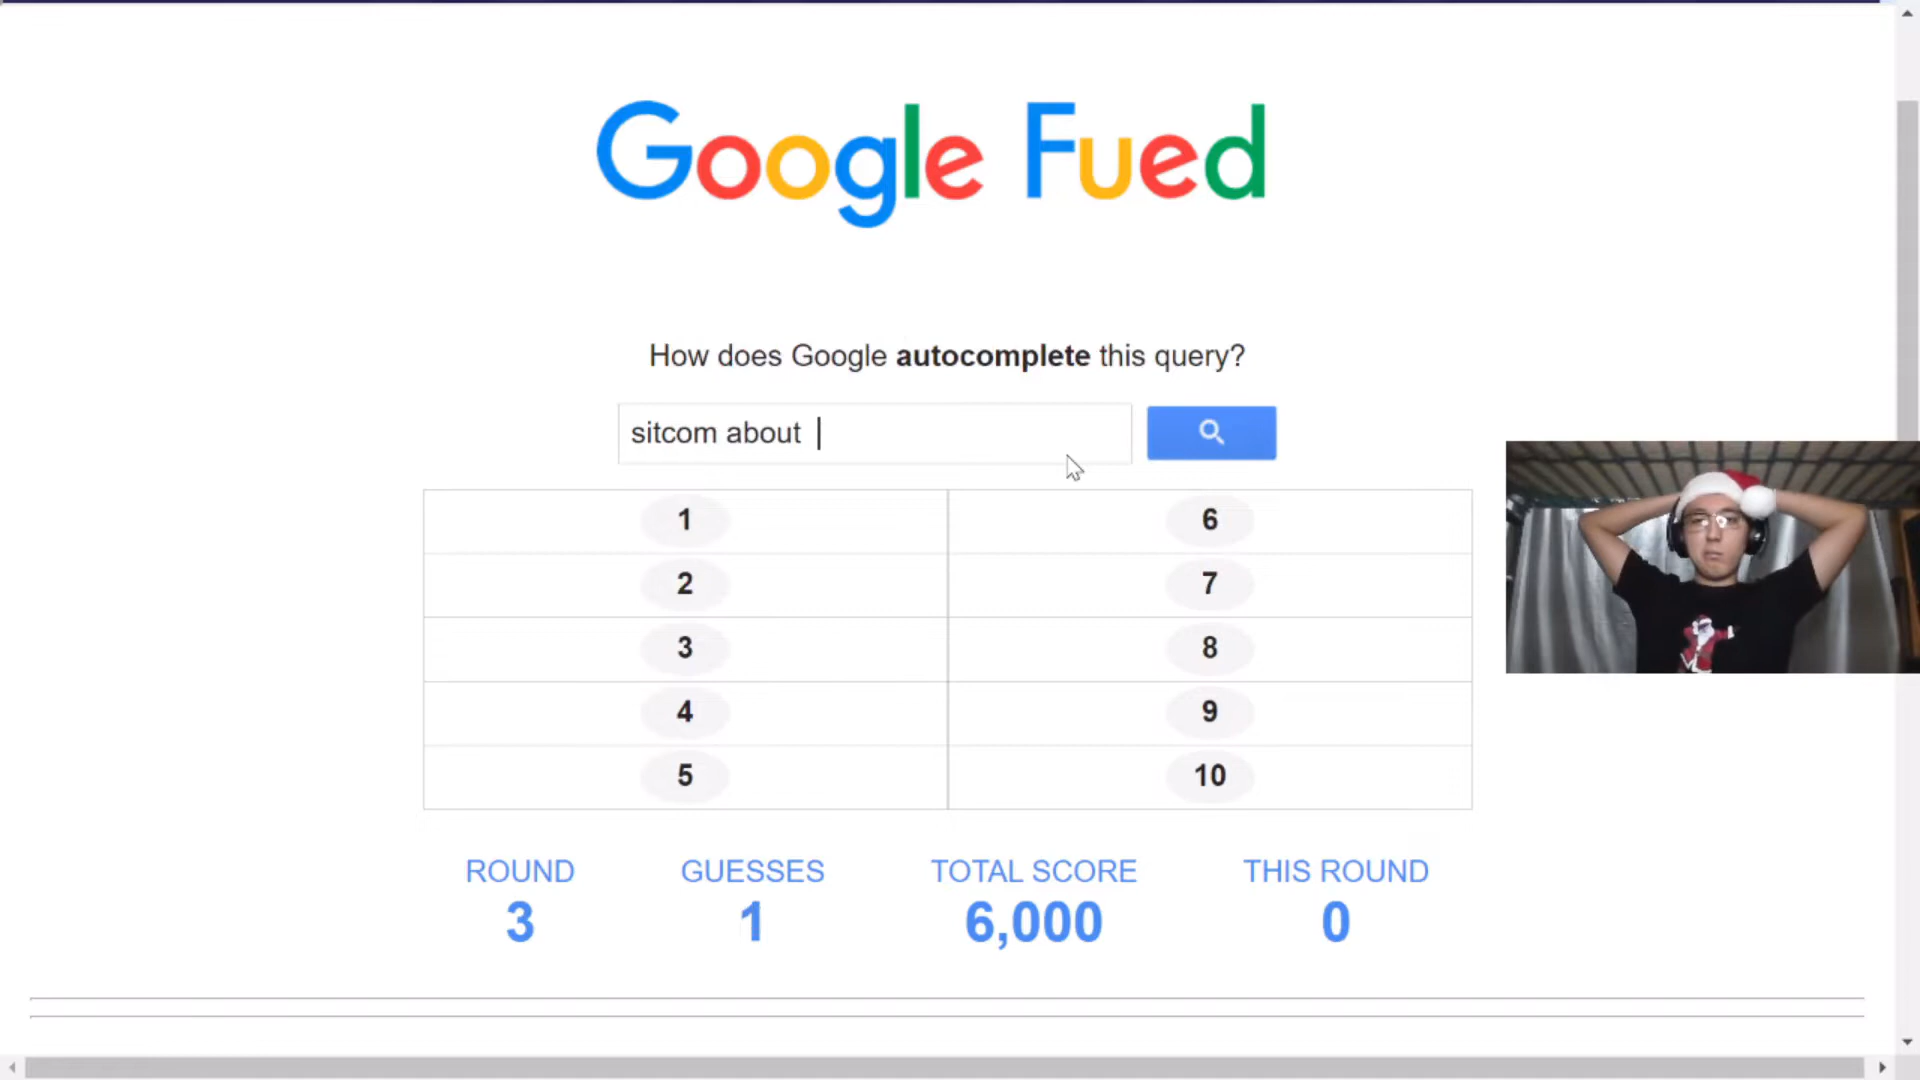 Google Fued
How does Google autocomplete this query?
sitcom about
1
6
2
7
3
8
4
9
5
10
ROUND
GUESSES
TOTAL SCORE
THIS ROUND
3
1
6,000
0